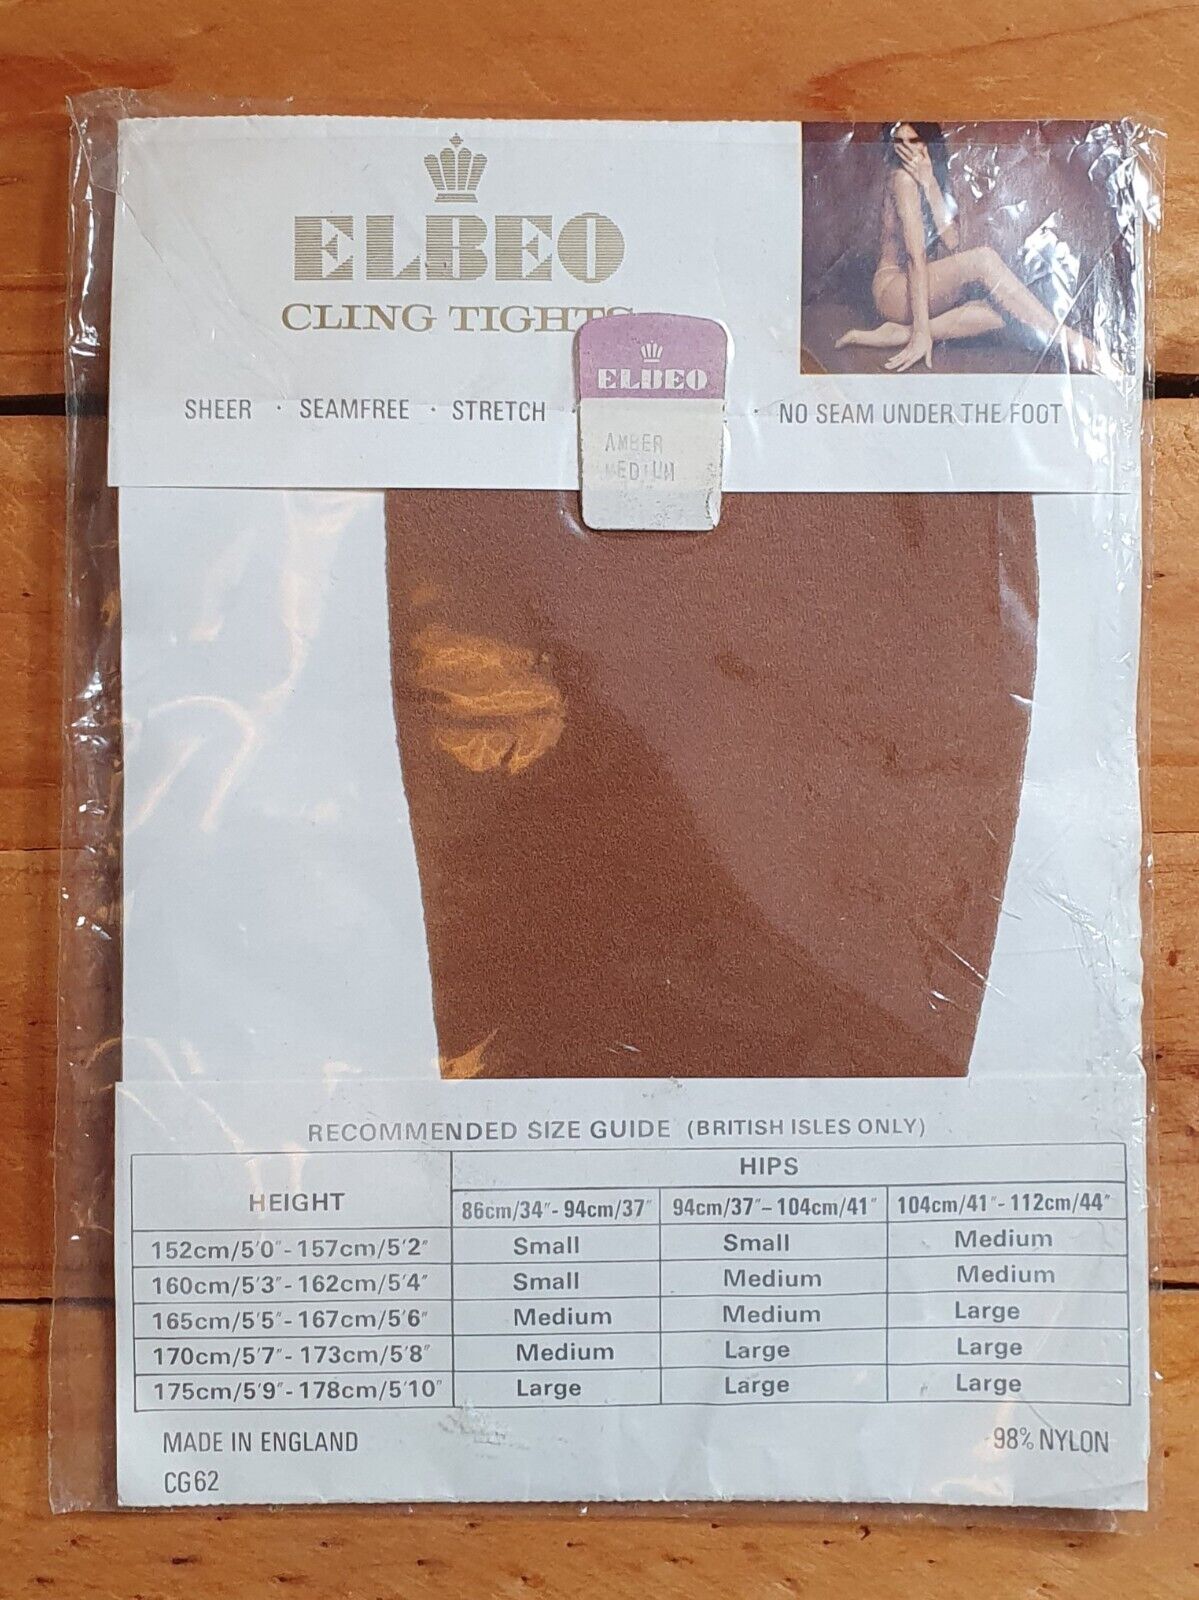 ELBEO
CLING TIGHTS
ELBEO
SHEER · SEAMFREE · STRETCH · · NO SEAM UNDER THE FOOT
AMBER
MEDIUM
RECOMMENDED SIZE GUIDE (BRITISH ISLES ONLY)
HEIGHT HIPS
86cm/34"- 94cm/37" 94cm/37"- 104cm/41" 104cm/41"- 112cm/44"
152cm/5'0"- 157cm/5'2" Small Small Medium
160cm/5'3"- 162cm/5'4" Small Medium Medium
165cm/5'5"- 167cm/5'6" Medium Medium Large
170cm/5'7"- 173cm/5'8" Medium Large Large
175cm/5'9"- 178cm/5'10" Large Large Large
MADE IN ENGLAND 98% NYLON
CG62